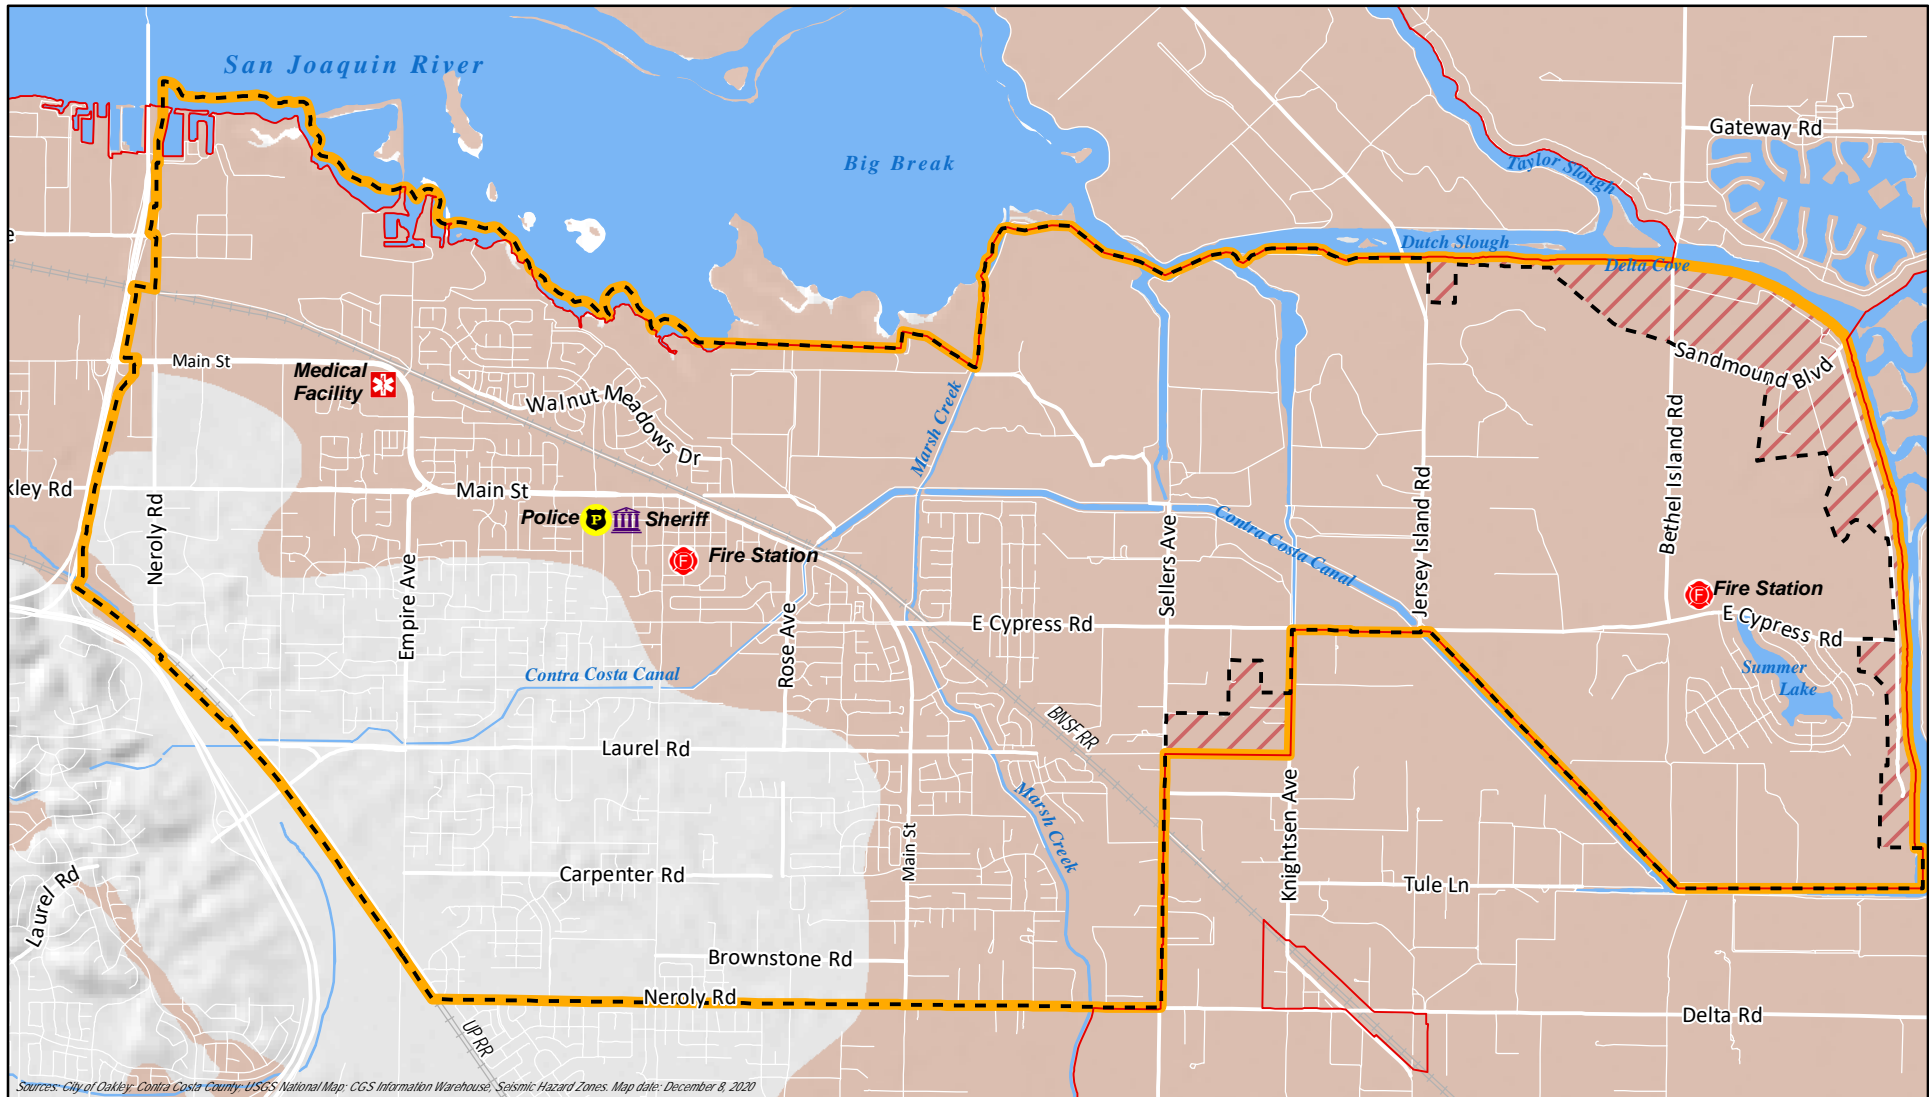 San Joaquin River
Big Break
Gateway Rd
Taylor Slough
Dutch Slough
Delta Cove
e
Main St
Medical
Facility
Walnut Meadows Dr
Marsh Creek
Sandmound Blvd
kley Rd
Neroly Rd
Main St
Police
P
Sheriff
F
Fire Station
Empire Ave
Rose Ave
Sellers Ave
Contra Costa Canal
Jersey Island Rd
Bethel Island Rd
F
Fire Station
E Cypress Rd
E Cypress Rd
Summer
Lake
Contra Costa Canal
BNSF RR
Laurel Rd
Marsh Creek
Knightsen Ave
Main St
Carpenter Rd
Tule Ln
Laurel Rd
Brownstone Rd
Neroly Rd
Delta Rd
UPRR
Sources: City of Oakley; Contra Costa County; USGS National Map; CGS Information Warehouse, Seismic Hazard Zones. Map date: December 8, 2020